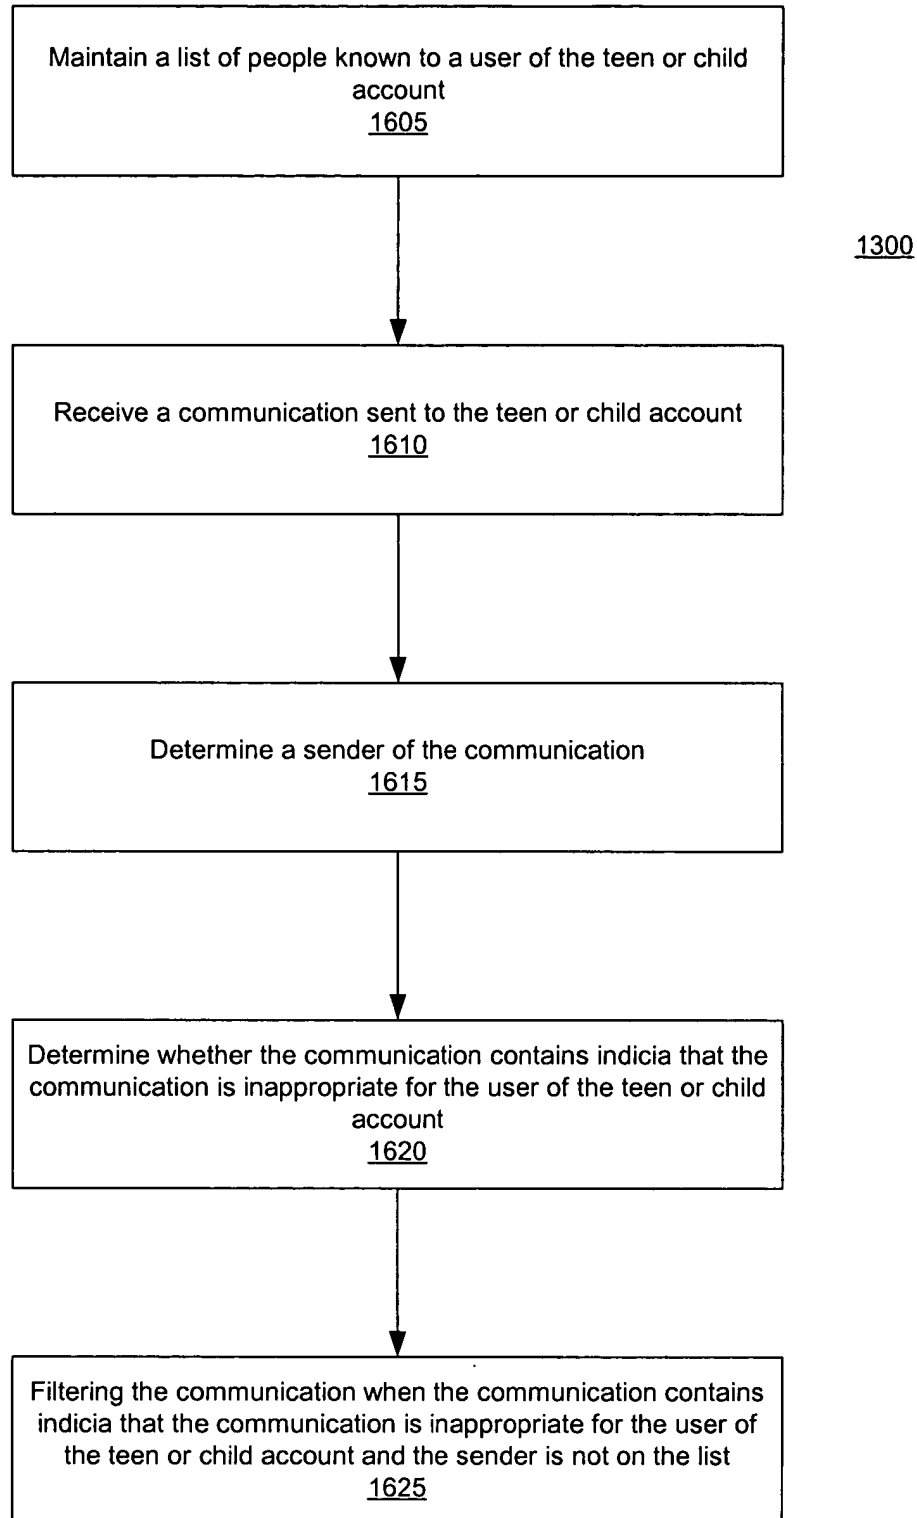 Maintain a list of people known to a user of the teen or child
account
1605
1300
Receive a communication sent to the teen or child account
1610
Determine a sender of the communication
1615
Determine whether the communication contains indicia that the
communication is inappropriate for the user of the teen or child
account
1620
Filtering the communication when the communication contains
indicia that the communication is inappropriate for the user of
the teen or child account and the sender is not on the list
1625